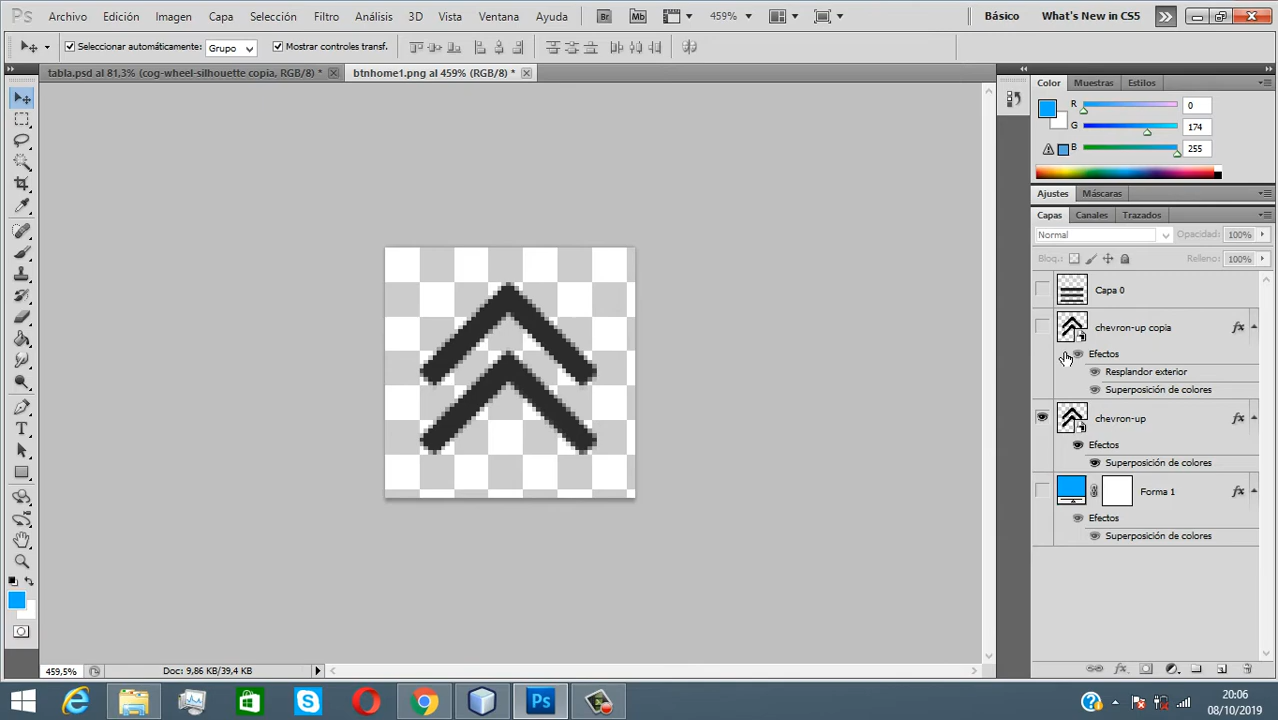 Ps Archivo Edición Imagen Capa Selección Filtro Análisis 3D Vista Ventana Ayuda Br Mb 459% Básico What's New in CS5
Seleccionar automáticamente: Grupo Mostrar controles transf.
tabla.psd al 81,3% (cog-wheel-silhouette copia, RGB/8) * btnhome1.png al 459% (RGB/8) *
Color Muestras Estilos
R 0
G 174
B 255
Ajustes Máscaras
Capas Canales Trazados
Normal Opacidad: 100%
Bloq.: Relleno: 100%
Capa 0
chevron-up copia fx
Efectos
Resplandor exterior
Superposición de colores
chevron-up fx
Efectos
Superposición de colores
Forma 1 fx
Efectos
Superposición de colores
459,5% Doc: 9,86 KB/39,4 KB
Ps
20:06
08/10/2019